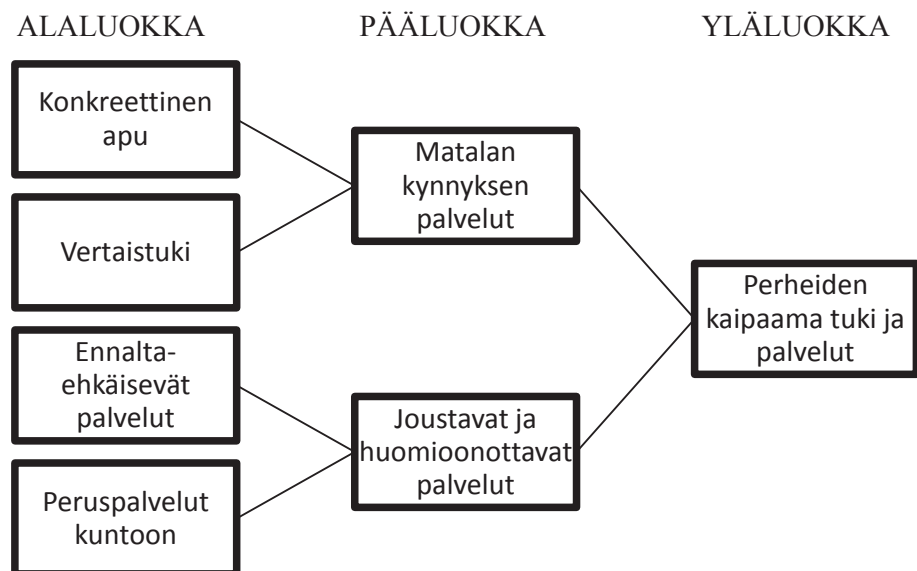 ALALUOKKA
PÄÄLUOKKA
YLÄLUOKKA
Konkreettinen
apu
Vertaistuki
Ennalta-
ehkäisevät
palvelut
Peruspalvelut
kuntoon
Matalan
kynnyksen
palvelut
Joustavat ja
huomioonottavat
palvelut
Perheiden
kaipaama tuki ja
palvelut